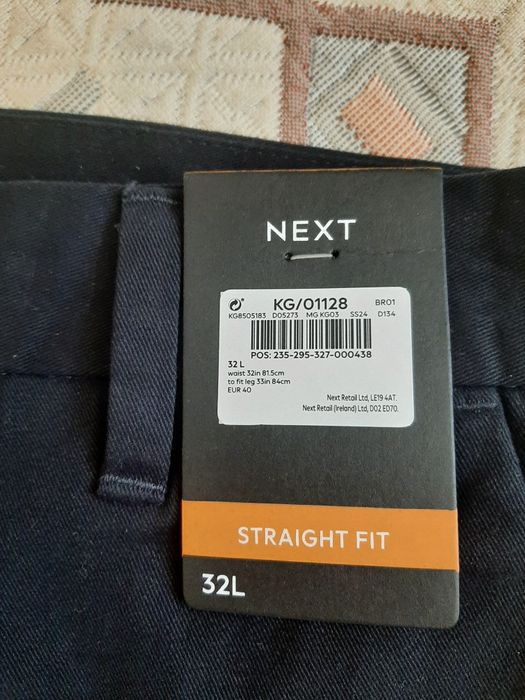 NEXT
KG/01128 BR01
KG8505183 D05273 MG KG03 SS24 D134
POS: 235-295-327-000438
32 L
waist 32in 81.5cm
to fit leg 33in 84cm
EUR 40
Next Retail Ltd, LE19 4AT.
Next Retail (Ireland) Ltd, D02 ED70.
STRAIGHT FIT
32L